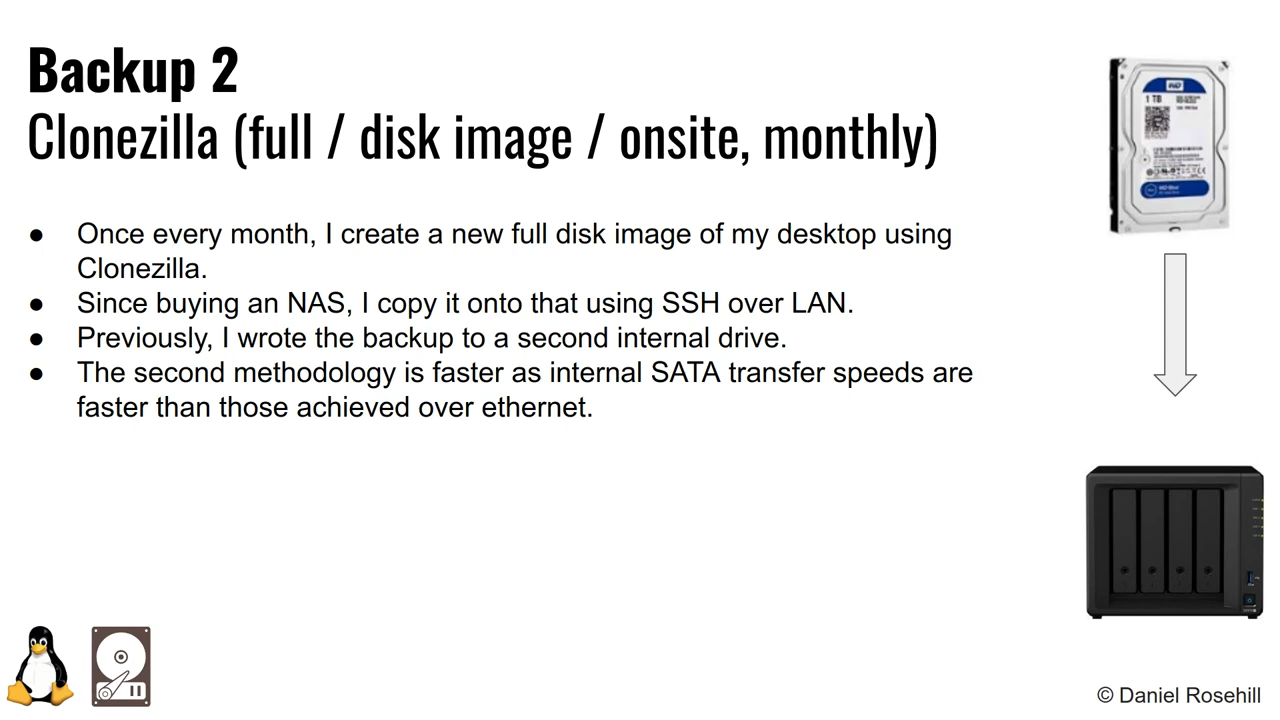 Backup 2
Clonezilla (full / disk image / onsite, monthly)
● Once every month, I create a new full disk image of my desktop using
Clonezilla.
● Since buying an NAS, I copy it onto that using SSH over LAN.
● Previously, I wrote the backup to a second internal drive.
● The second methodology is faster as internal SATA transfer speeds are
faster than those achieved over ethernet.
WD
1 TB
© Daniel Rosehill